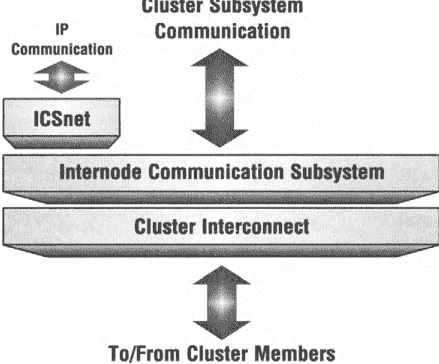 Cluster Subsystem
Communication
IP
Communication
ICSnet
Internode Communication Subsystem
Cluster Interconnect
To/From Cluster Members